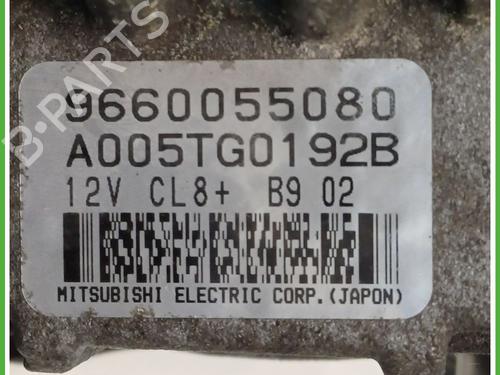 B-PARTS
9660055080
A005TG0192B
12V CL8+ B9 02
MITSUBISHI ELECTRIC CORP.(JAPON)